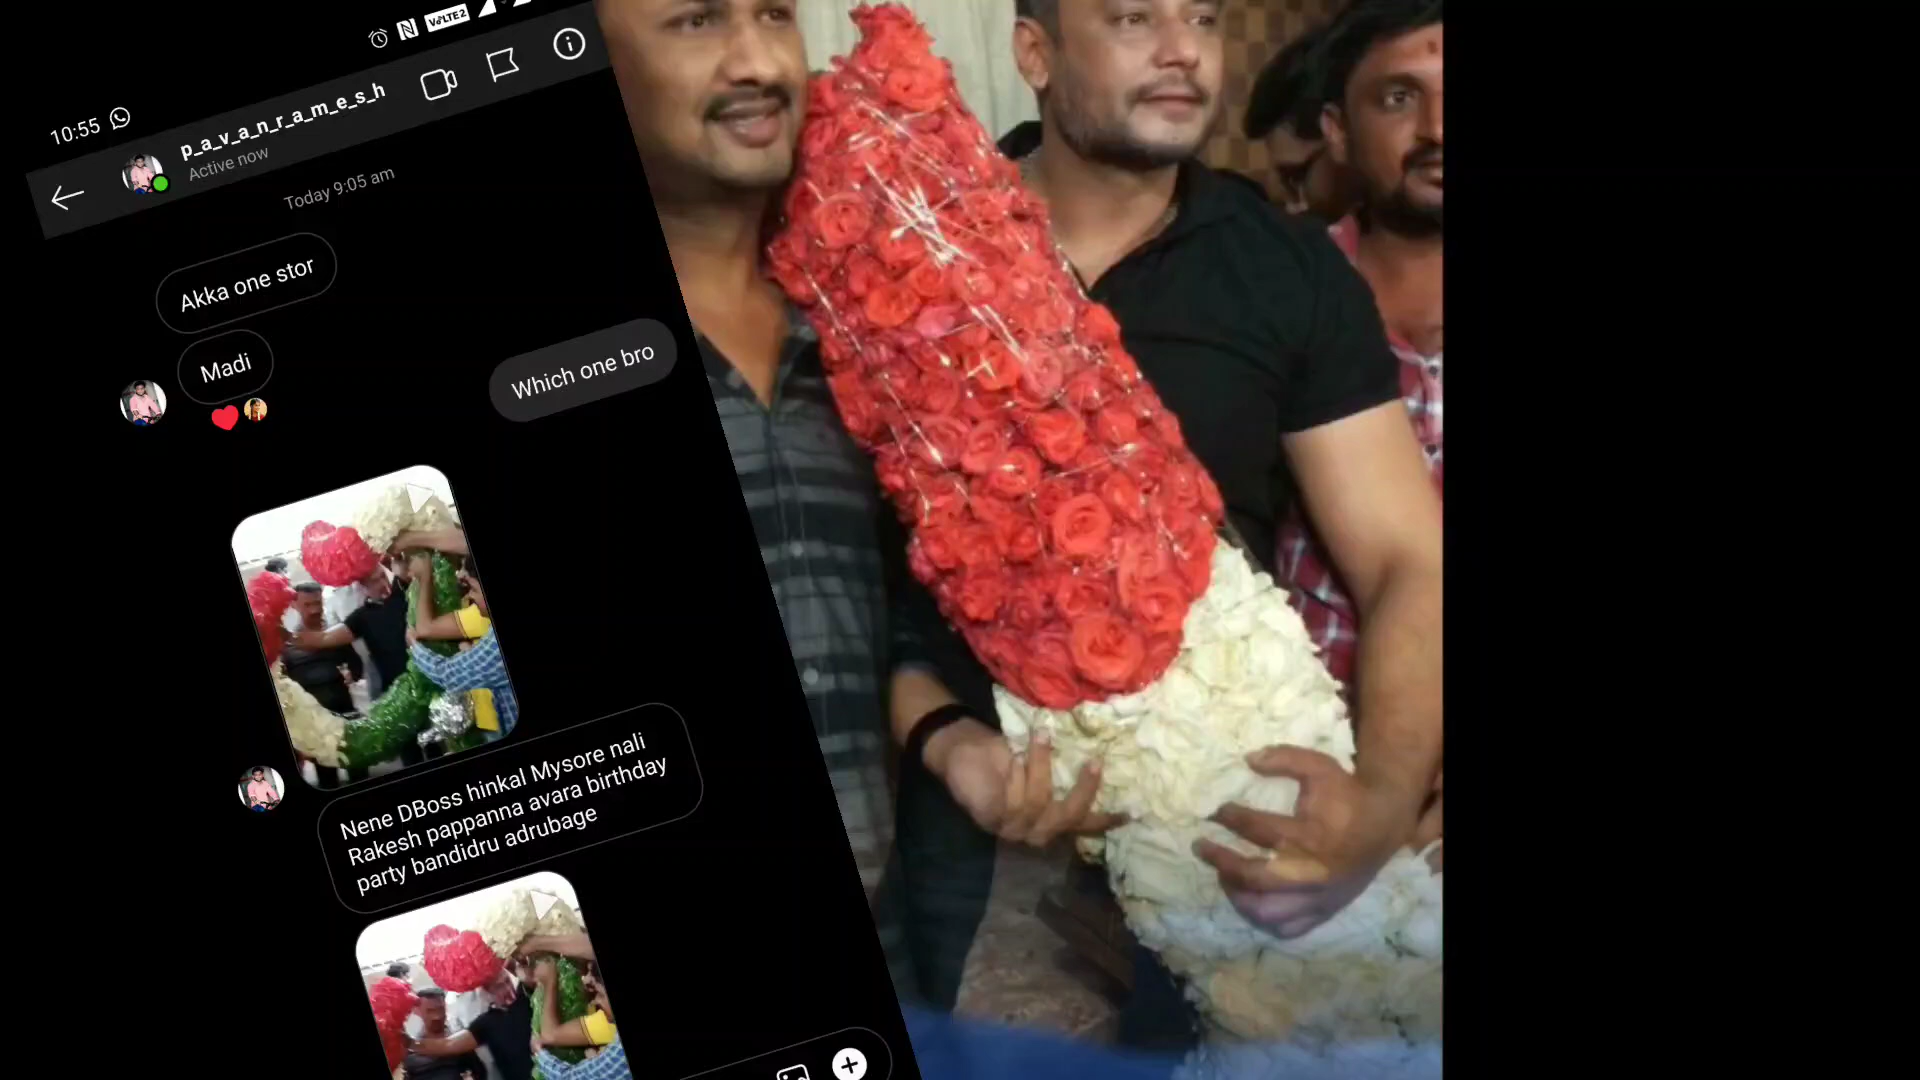 10:55
VoLTE2
p_a_v_a_n_r_a_m_e_s_h
Active now
Today 9:05 am
Akka one stor
Madi
Which one bro
Nene DBoss hinkal Mysore nali
Rakesh pappanna avara birthday
party bandidru adrubage